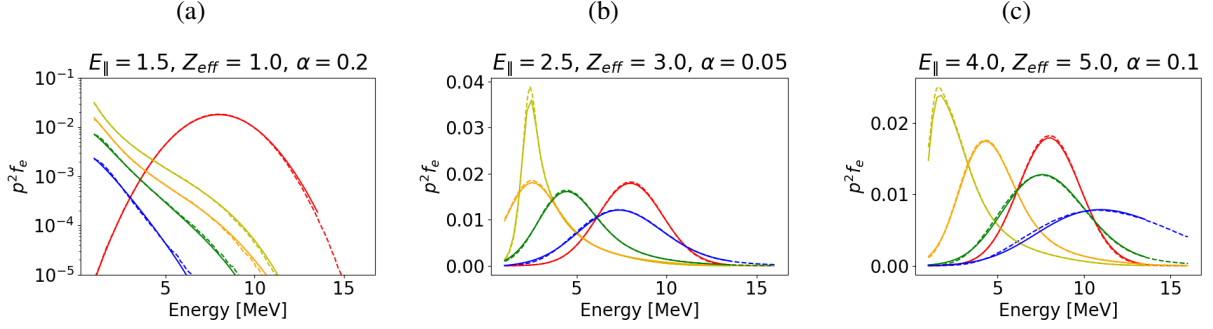 (a)
(b)
(c)
E∥ = 1.5, Zeff = 1.0, α = 0.2
10⁻¹
10⁻²
10⁻³
10⁻⁴
10⁻⁵
p²fe
5
10
15
Energy [MeV]
E∥ = 2.5, Zeff = 3.0, α = 0.05
0.04
0.03
0.02
0.01
0.00
p²fe
5
10
15
Energy [MeV]
E∥ = 4.0, Zeff = 5.0, α = 0.1
0.02
0.01
0.00
p²fe
5
10
15
Energy [MeV]